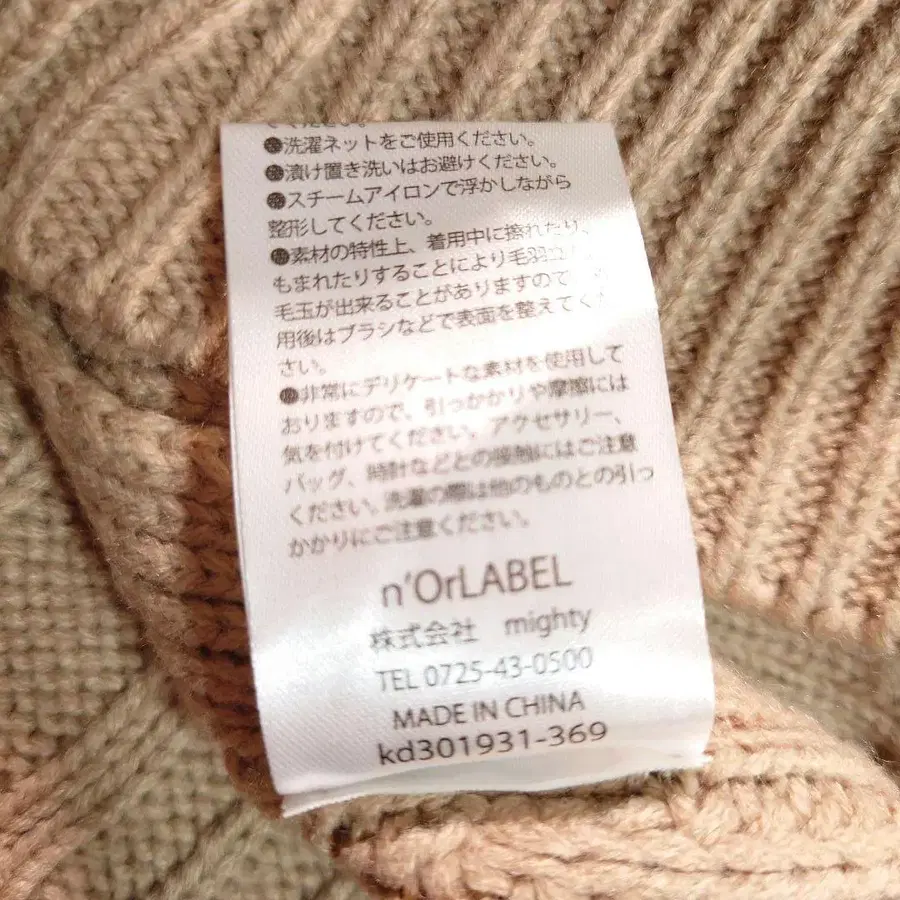 ください。
●洗濯ネットをご使用ください。
●漬け置き洗いはお避けください。
●スチームアイロンで浮かしながら
整形してください。
●素材の特性上、着用中に擦れたり、
もまれたりすることにより毛羽立
毛玉が出来ることがありますので
用後はブラシなどで表面を整えてくだ
さい。
●非常にデリケートな素材を使用して
おりますので、引っかかりや摩擦には
気を付けてください。アクセサリー、
バッグ、時計などとの接触にはご注意
ください。洗濯の際は他のものとの引っ
かかりにご注意ください。
n'OrLABEL
株式会社 mighty
TEL 0725-43-0500
MADE IN CHINA
kd301931-369